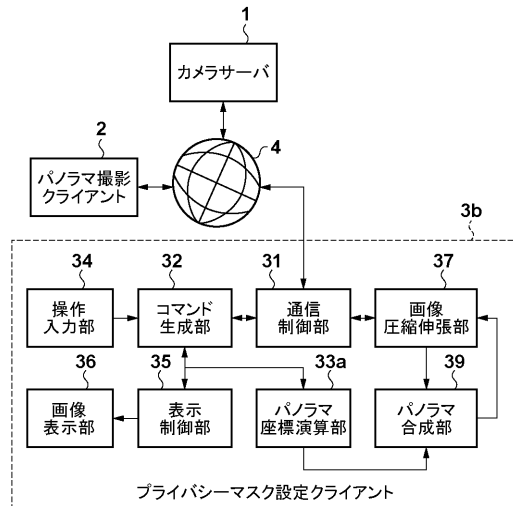 1
カメラサーバ
2
4
パノラマ撮影
クライアント
3b
34
32
31
37
操作
入力部
コマンド
生成部
通信
制御部
画像
圧縮伸張部
36
35
33a
39
画像
表示部
表示
制御部
パノラマ
座標演算部
パノラマ
合成部
プライバシーマスク設定クライアント